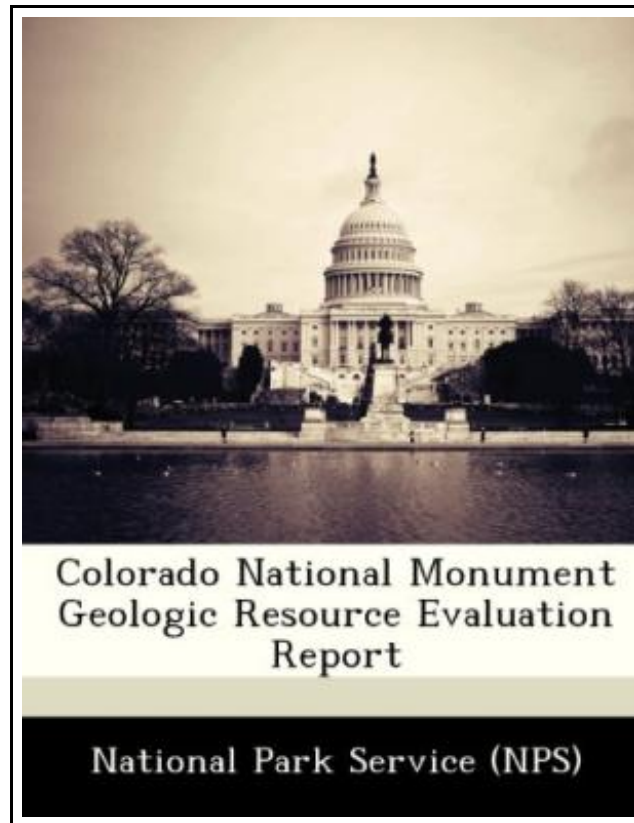 Colorado National Monument
Geologic Resource Evaluation
Report
National Park Service (NPS)